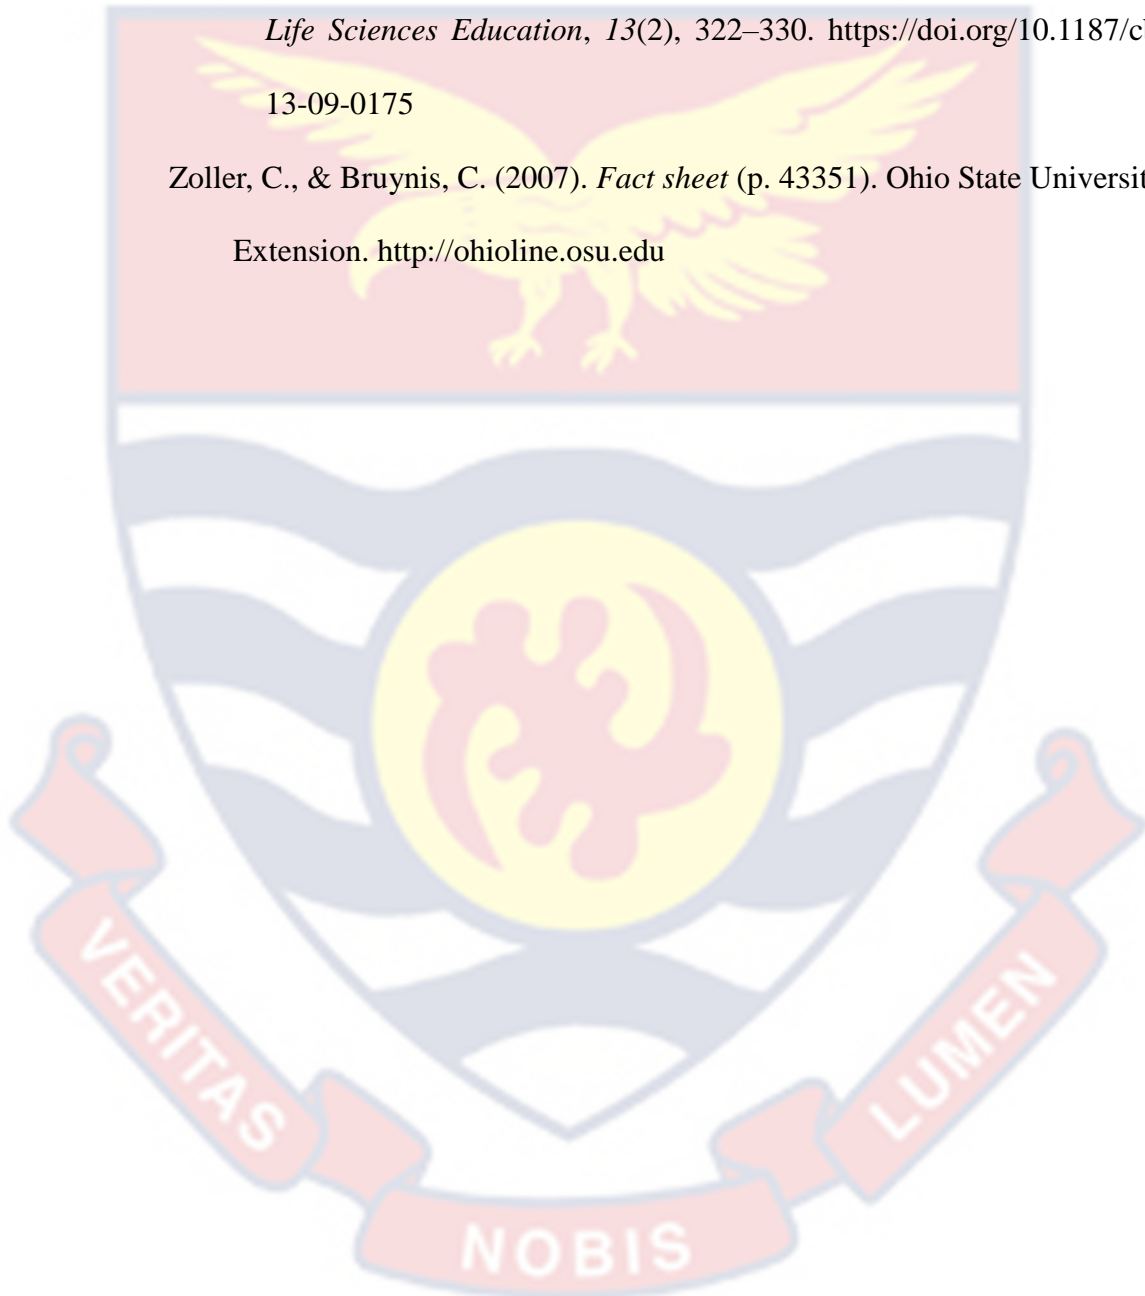 Life Sciences Education, 13(2), 322–330. https://doi.org/10.1187/c
13-09-0175
Zoller, C., & Bruynis, C. (2007). Fact sheet (p. 43351). Ohio State Universit
Extension. http://ohioline.osu.edu
VERITAS
NOBIS
LUMEN